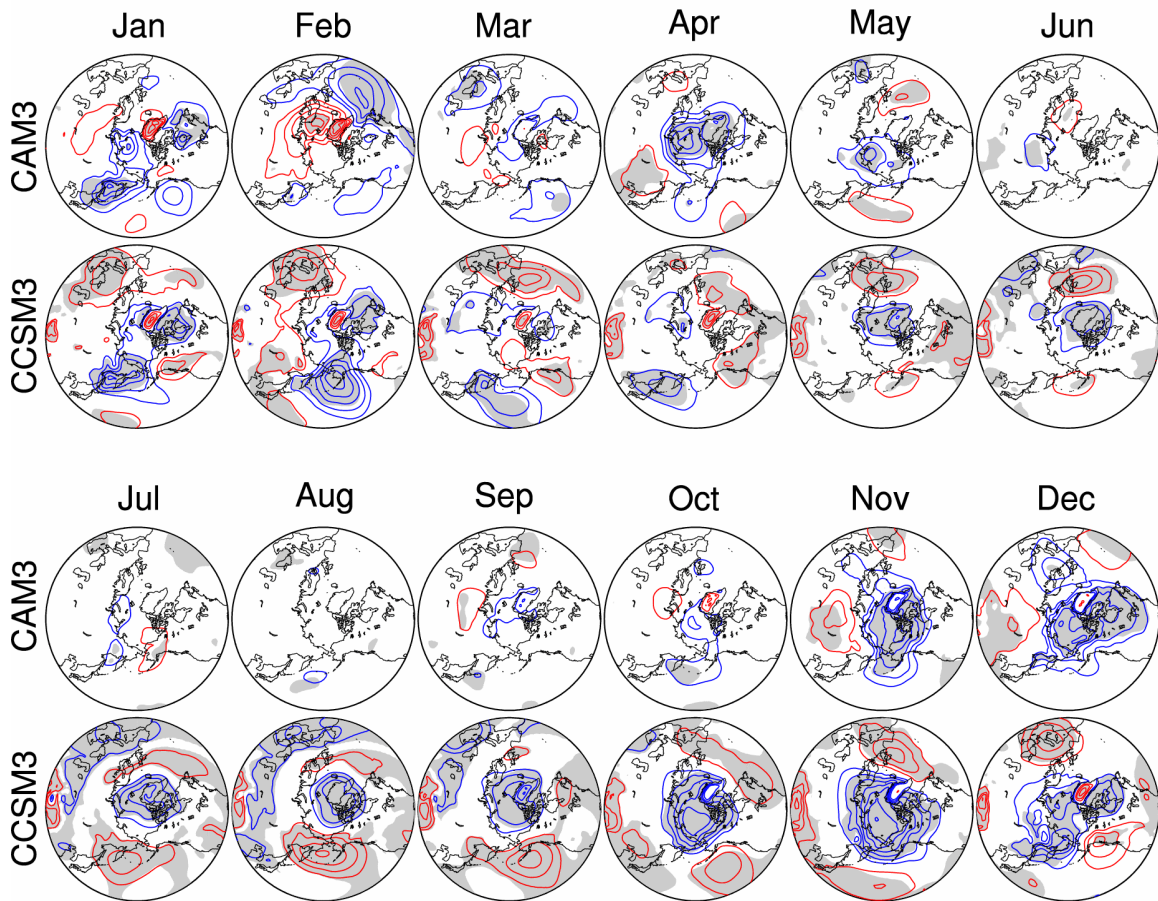 Jan Feb Mar Apr May Jun
CAM3
CCSM3
Jul Aug Sep Oct Nov Dec
CAM3
CCSM3